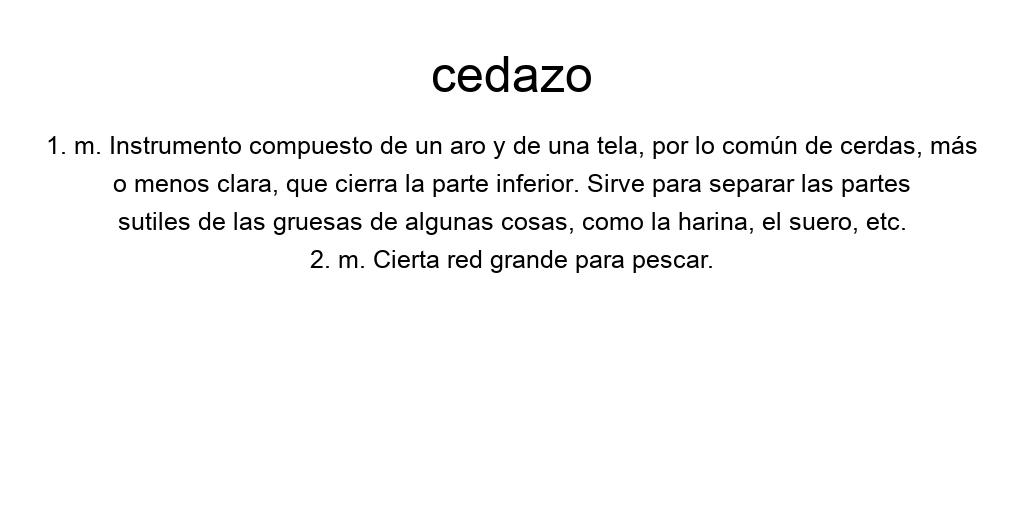 cedazo
1. m. Instrumento compuesto de un aro y de una tela, por lo común de cerdas, más
o menos clara, que cierra la parte inferior. Sirve para separar las partes
sutiles de las gruesas de algunas cosas, como la harina, el suero, etc.
2. m. Cierta red grande para pescar.